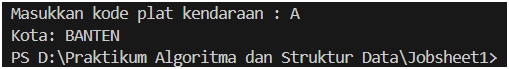 Masukkan kode plat kendaraan : A
Kota: BANTEN
PS D:\Praktikum Algoritma dan Struktur Data\Jobsheet1>